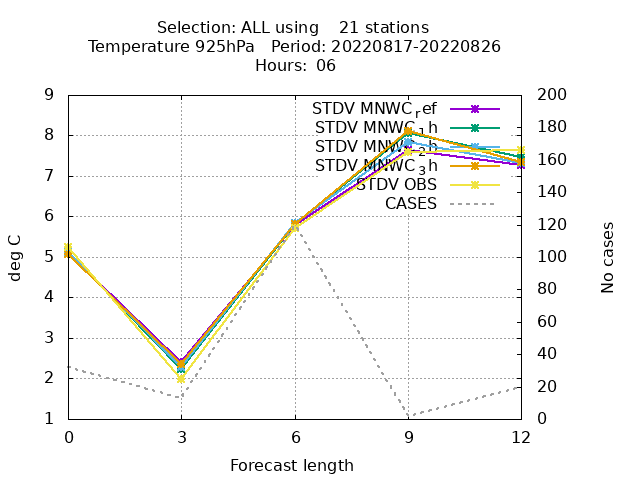 Selection: ALL using    21 stations
Temperature 925hPa   Period: 20220817-20220826
Hours:  06
STDV MNWC_ref
STDV MNWC_1h
STDV MNWC_2h
STDV MNWC_3h
STDV OBS
CASES
9
8
7
6
5
4
3
2
1
deg C
200
180
160
140
120
100
80
60
40
20
0
No cases
0 3 6 9 12
Forecast length